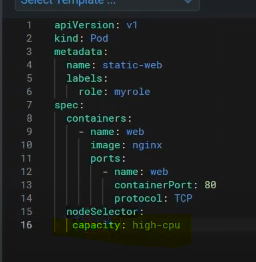 Select Template ...
1 apiVersion: v1
2 kind: Pod
3 metadata:
4   name: static-web
5   labels:
6     role: myrole
7 spec:
8   containers:
9     - name: web
10       image: nginx
11       ports:
12         - name: web
13           containerPort: 80
14           protocol: TCP
15   nodeSelector:
16     capacity: high-cpu